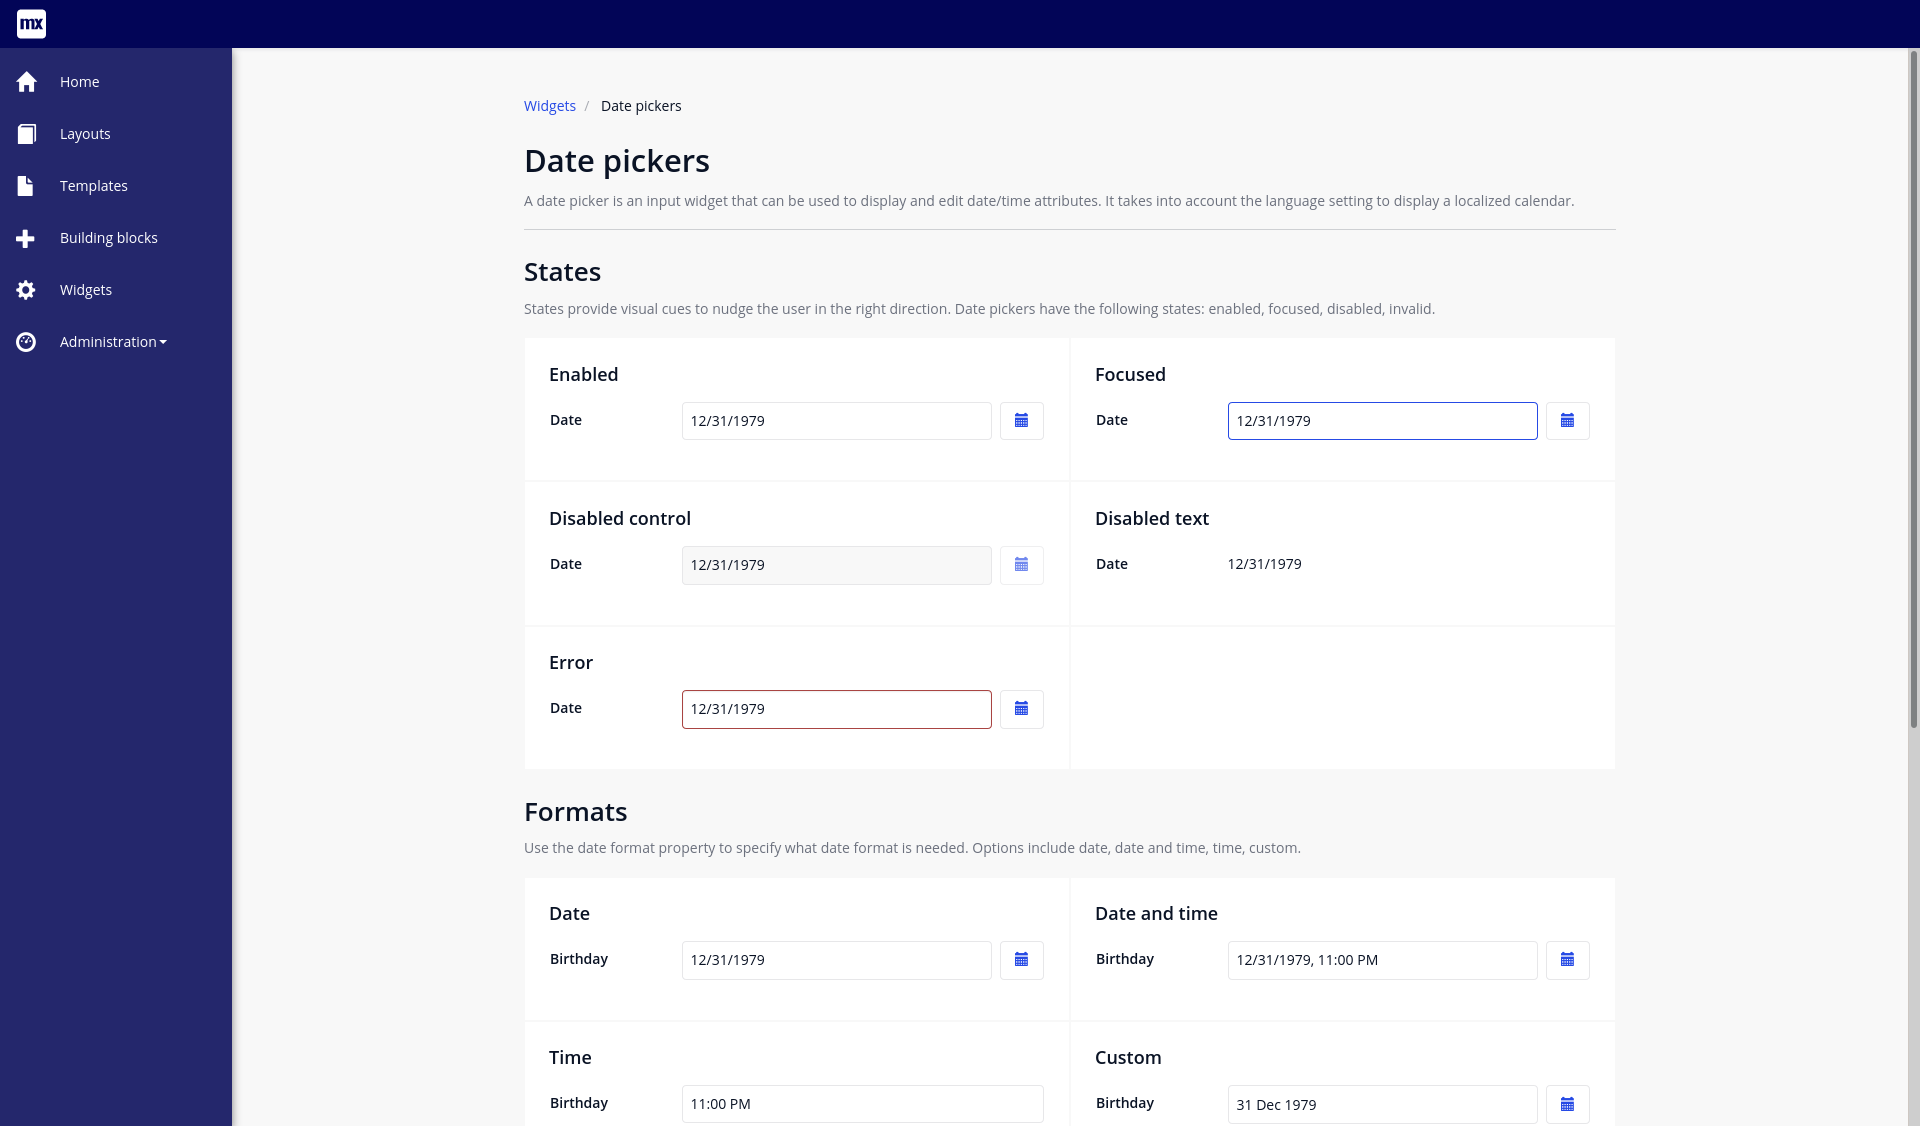 mx
Home
Layouts
Templates
Building blocks
Widgets
Administration
Widgets / Date pickers
Date pickers
A date picker is an input widget that can be used to display and edit date/time attributes. It takes into account the language setting to display a localized calendar.
States
States provide visual cues to nudge the user in the right direction. Date pickers have the following states: enabled, focused, disabled, invalid.
Enabled
Date 12/31/1979
Focused
Date 12/31/1979
Disabled control
Date 12/31/1979
Disabled text
Date 12/31/1979
Error
Date 12/31/1979
Formats
Use the date format property to specify what date format is needed. Options include date, date and time, time, custom.
Date
Birthday 12/31/1979
Date and time
Birthday 12/31/1979, 11:00 PM
Time
Birthday 11:00 PM
Custom
Birthday 31 Dec 1979